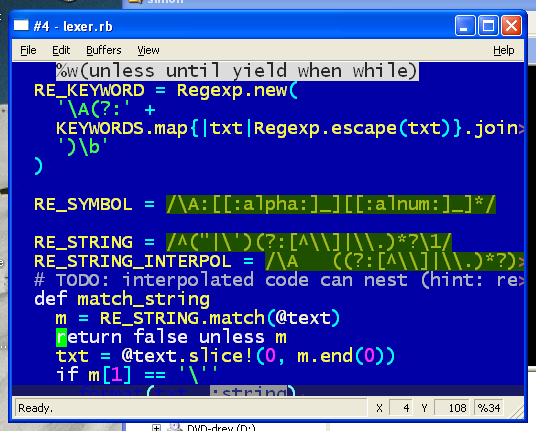 #4 - lexer.rb
File Edit Buffers View Help
%w(unless until yield when while)
RE_KEYWORD = Regexp.new(
'\A(?:' +
KEYWORDS.map{|txt|Regexp.escape(txt)}.join>
')\b'
)
RE_SYMBOL = /\A:[[:alpha:]_][[:alnum:]_]*/
RE_STRING = /^("|\')(?:[^\\]|\\.)*?\1/
RE_STRING_INTERPOL = /\A   ((?:[^\\]|\\.)*?)>
# TODO: interpolated code can nest (hint: re>
def match_string
m = RE_STRING.match(@text)
return false unless m
txt = @text.slice!(0, m.end(0))
if m[1] == '\''
:string),
Ready. X 4 Y 108 %34
DVD-drev (D:)